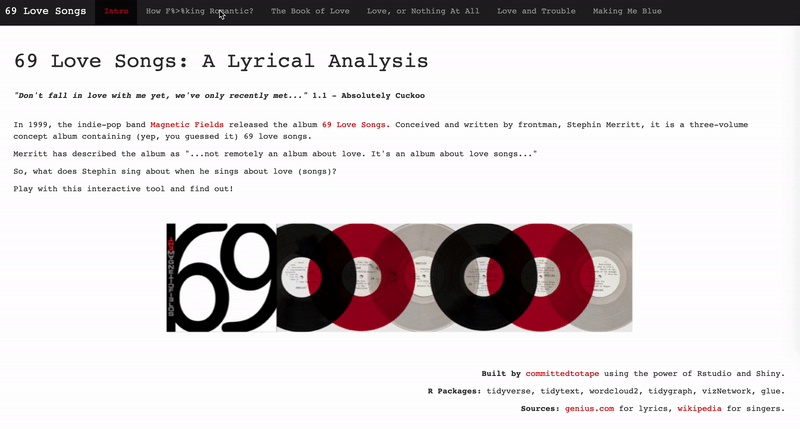 69 Love Songs Intro How F%>%king Romantic? The Book of Love Love, or Nothing At All Love and Trouble Making Me Blue
69 Love Songs: A Lyrical Analysis
"Don't fall in love with me yet, we've only recently met..." 1.1 - Absolutely Cuckoo
In 1999, the indie-pop band Magnetic Fields released the album 69 Love Songs. Conceived and written by frontman, Stephin Merritt, it is a three-volume
concept album containing (yep, you guessed it) 69 love songs.
Merritt has described the album as "...not remotely an album about love. It's an album about love songs..."
So, what does Stephin sing about when he sings about love (songs)?
Play with this interactive tool and find out!
69
Built by committedtotape using the power of Rstudio and Shiny.
R Packages: tidyverse, tidytext, wordcloud2, tidygraph, vizNetwork, glue.
Sources: genius.com for lyrics, wikipedia for singers.